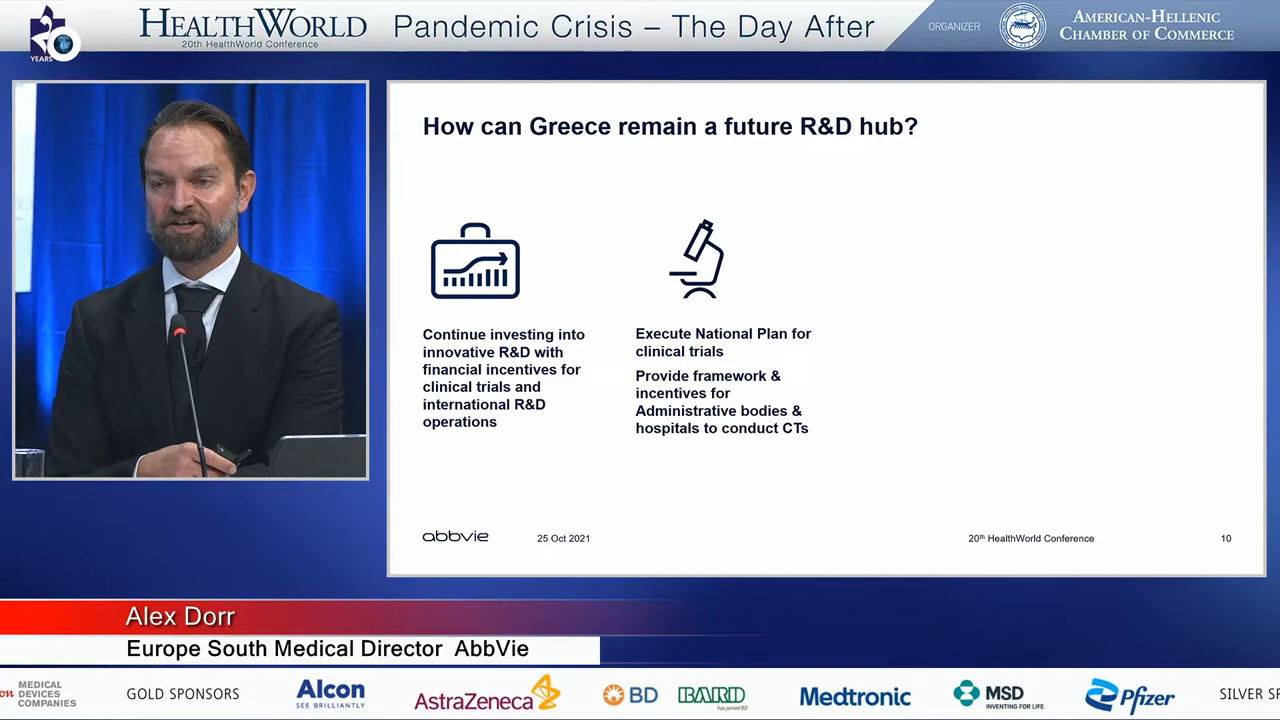 YEARS
HEALTHWORLD
20th HealthWorld Conference
Pandemic Crisis – The Day After
ORGANIZER
AMERICAN-HELLENIC
CHAMBER OF COMMERCE
How can Greece remain a future R&D hub?
Continue investing into
innovative R&D with
financial incentives for
clinical trials and
international R&D
operations
Execute National Plan for
clinical trials
Provide framework &
incentives for
Administrative bodies &
hospitals to conduct CTs
abbvie
25 Oct 2021
20th HealthWorld Conference
10
Alex Dorr
Europe South Medical Director AbbVie
MEDICAL
DEVICES
COMPANIES
GOLD SPONSORS
Alcon
SEE BRILLIANTLY
AstraZeneca
BD
BARD
Medtronic
MSD
INVENTING FOR LIFE
Pfizer
SILVER